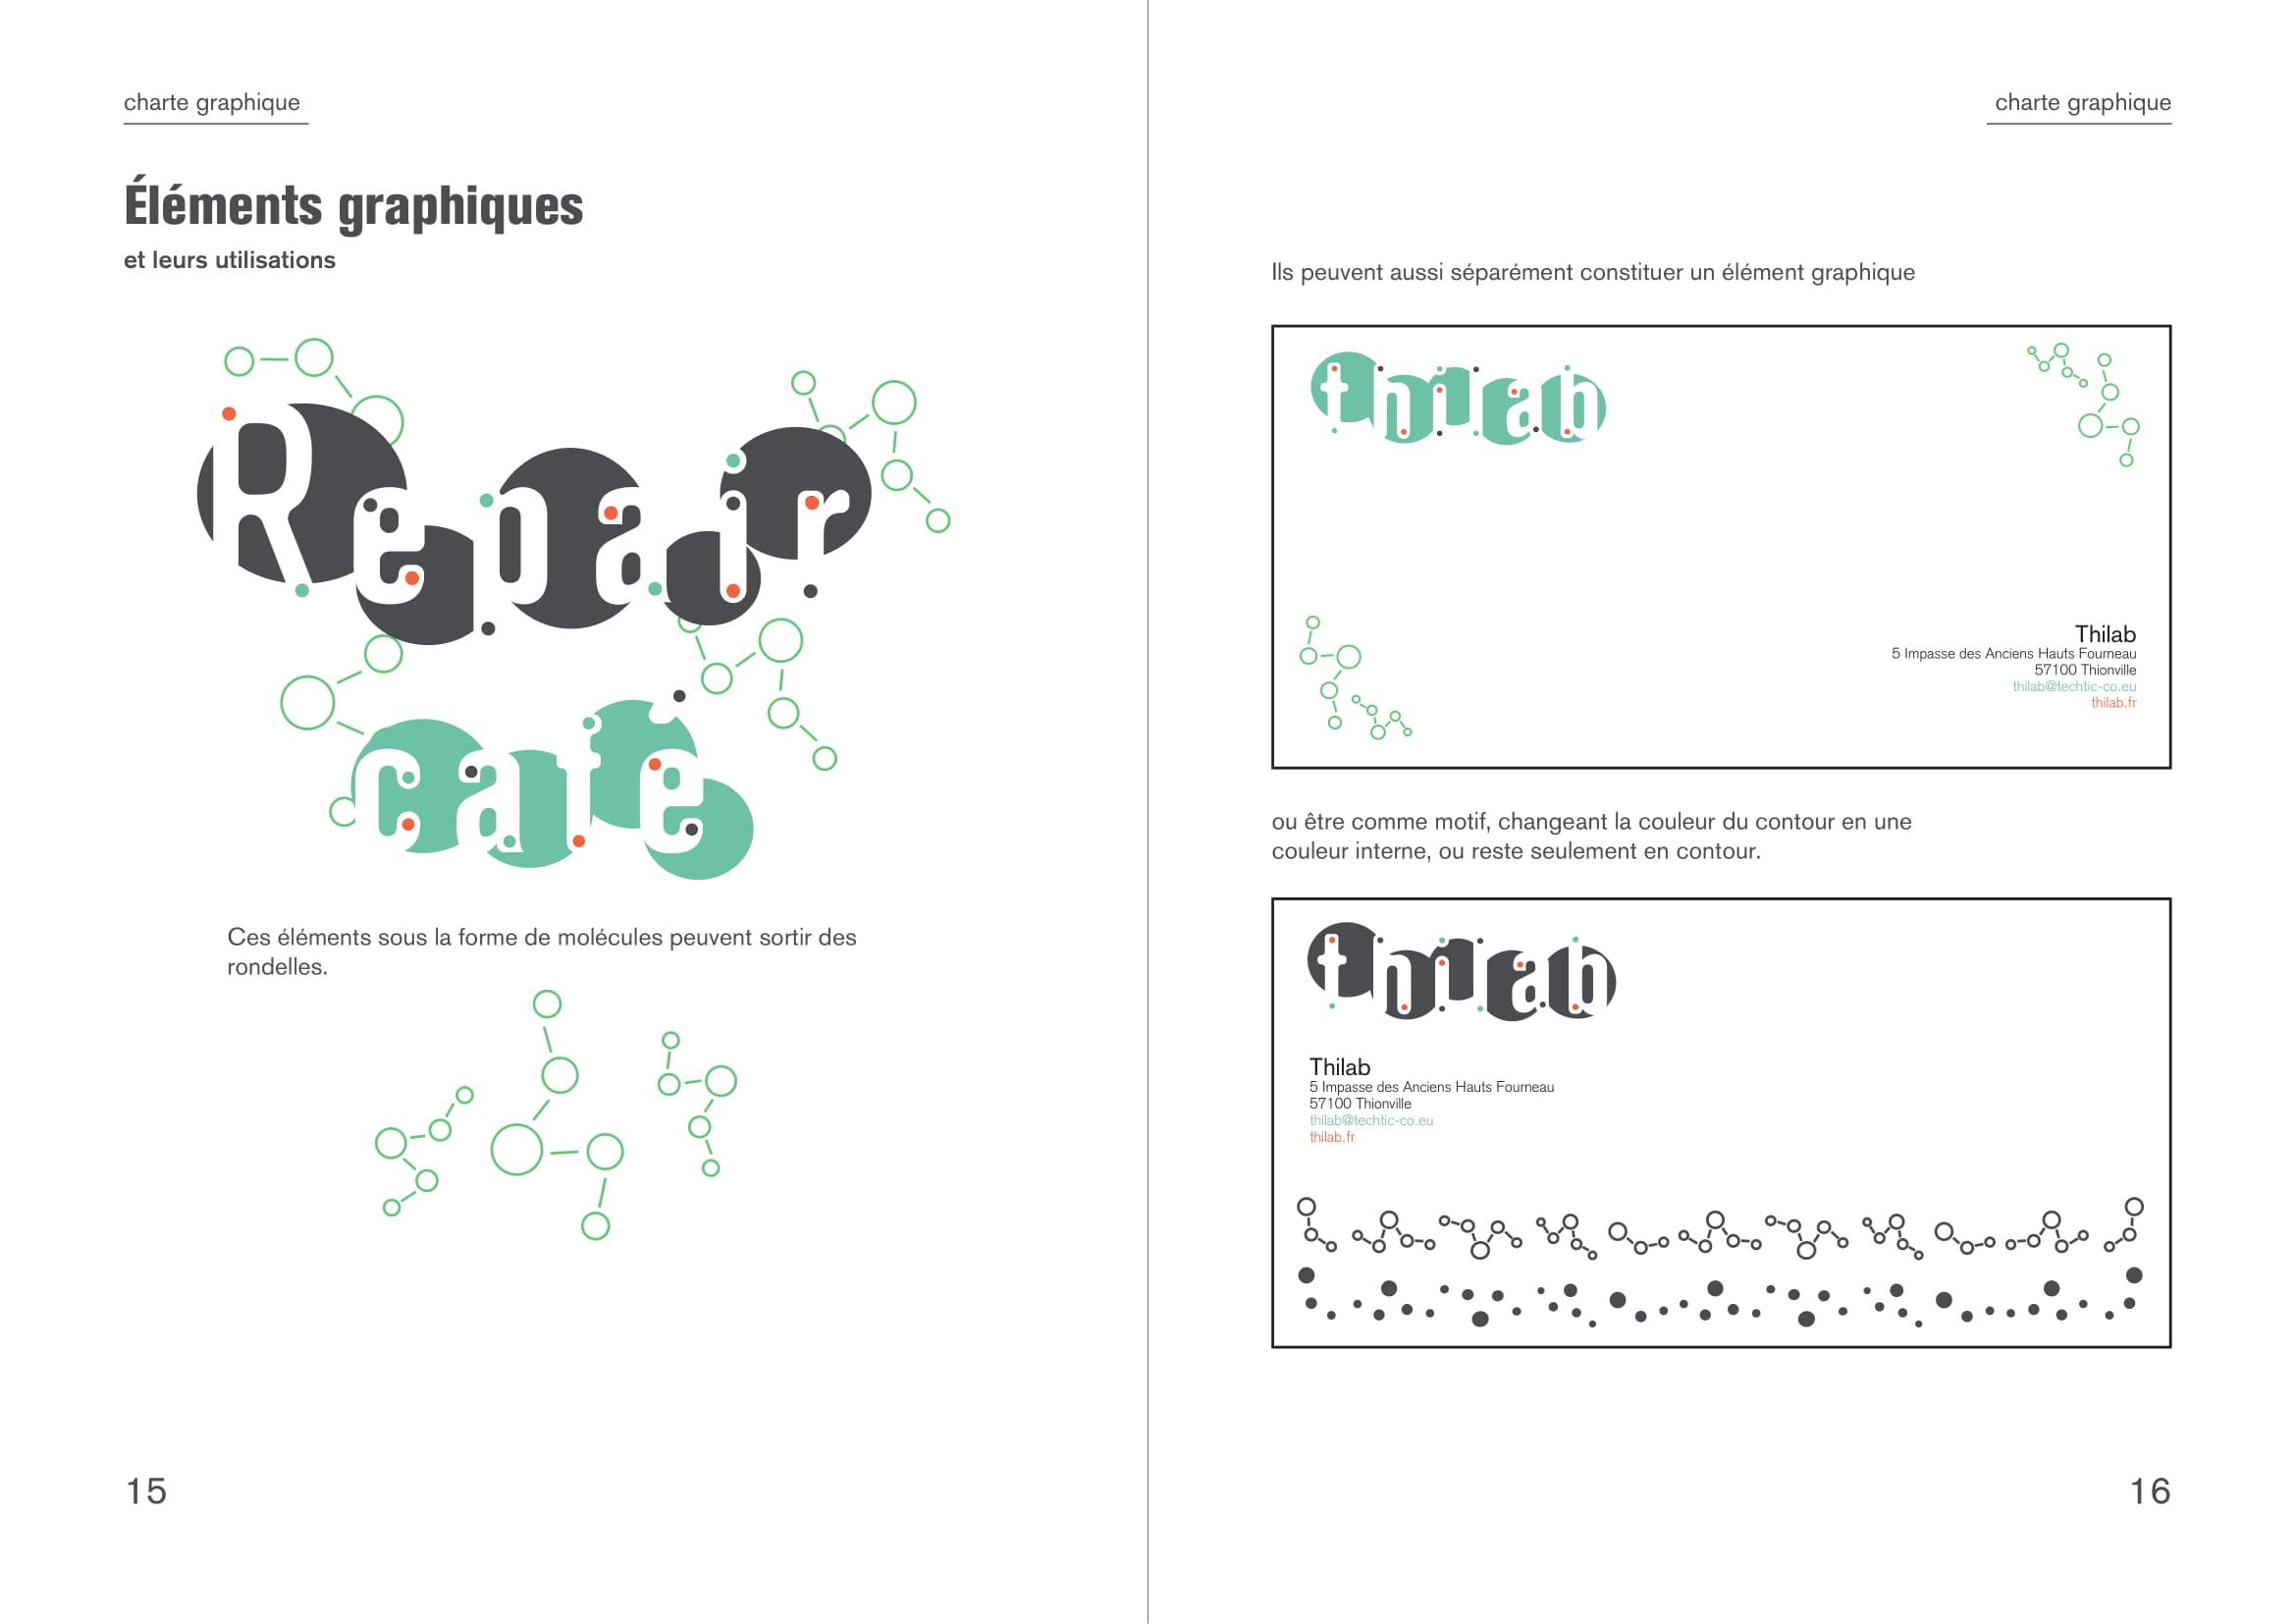 charte graphique
Éléments graphiques
et leurs utilisations
Repair
café
Ces éléments sous la forme de molécules peuvent sortir des
rondelles.
15
charte graphique
Ils peuvent aussi séparément constituer un élément graphique
thilab
Thilab
5 Impasse des Anciens Hauts Fourneau
57100 Thionville
thilab@techtic-co.eu
thilab.fr
ou être comme motif, changeant la couleur du contour en une
couleur interne, ou reste seulement en contour.
thilab
Thilab
5 Impasse des Anciens Hauts Fourneau
57100 Thionville
thilab@techtic-co.eu
thilab.fr
16